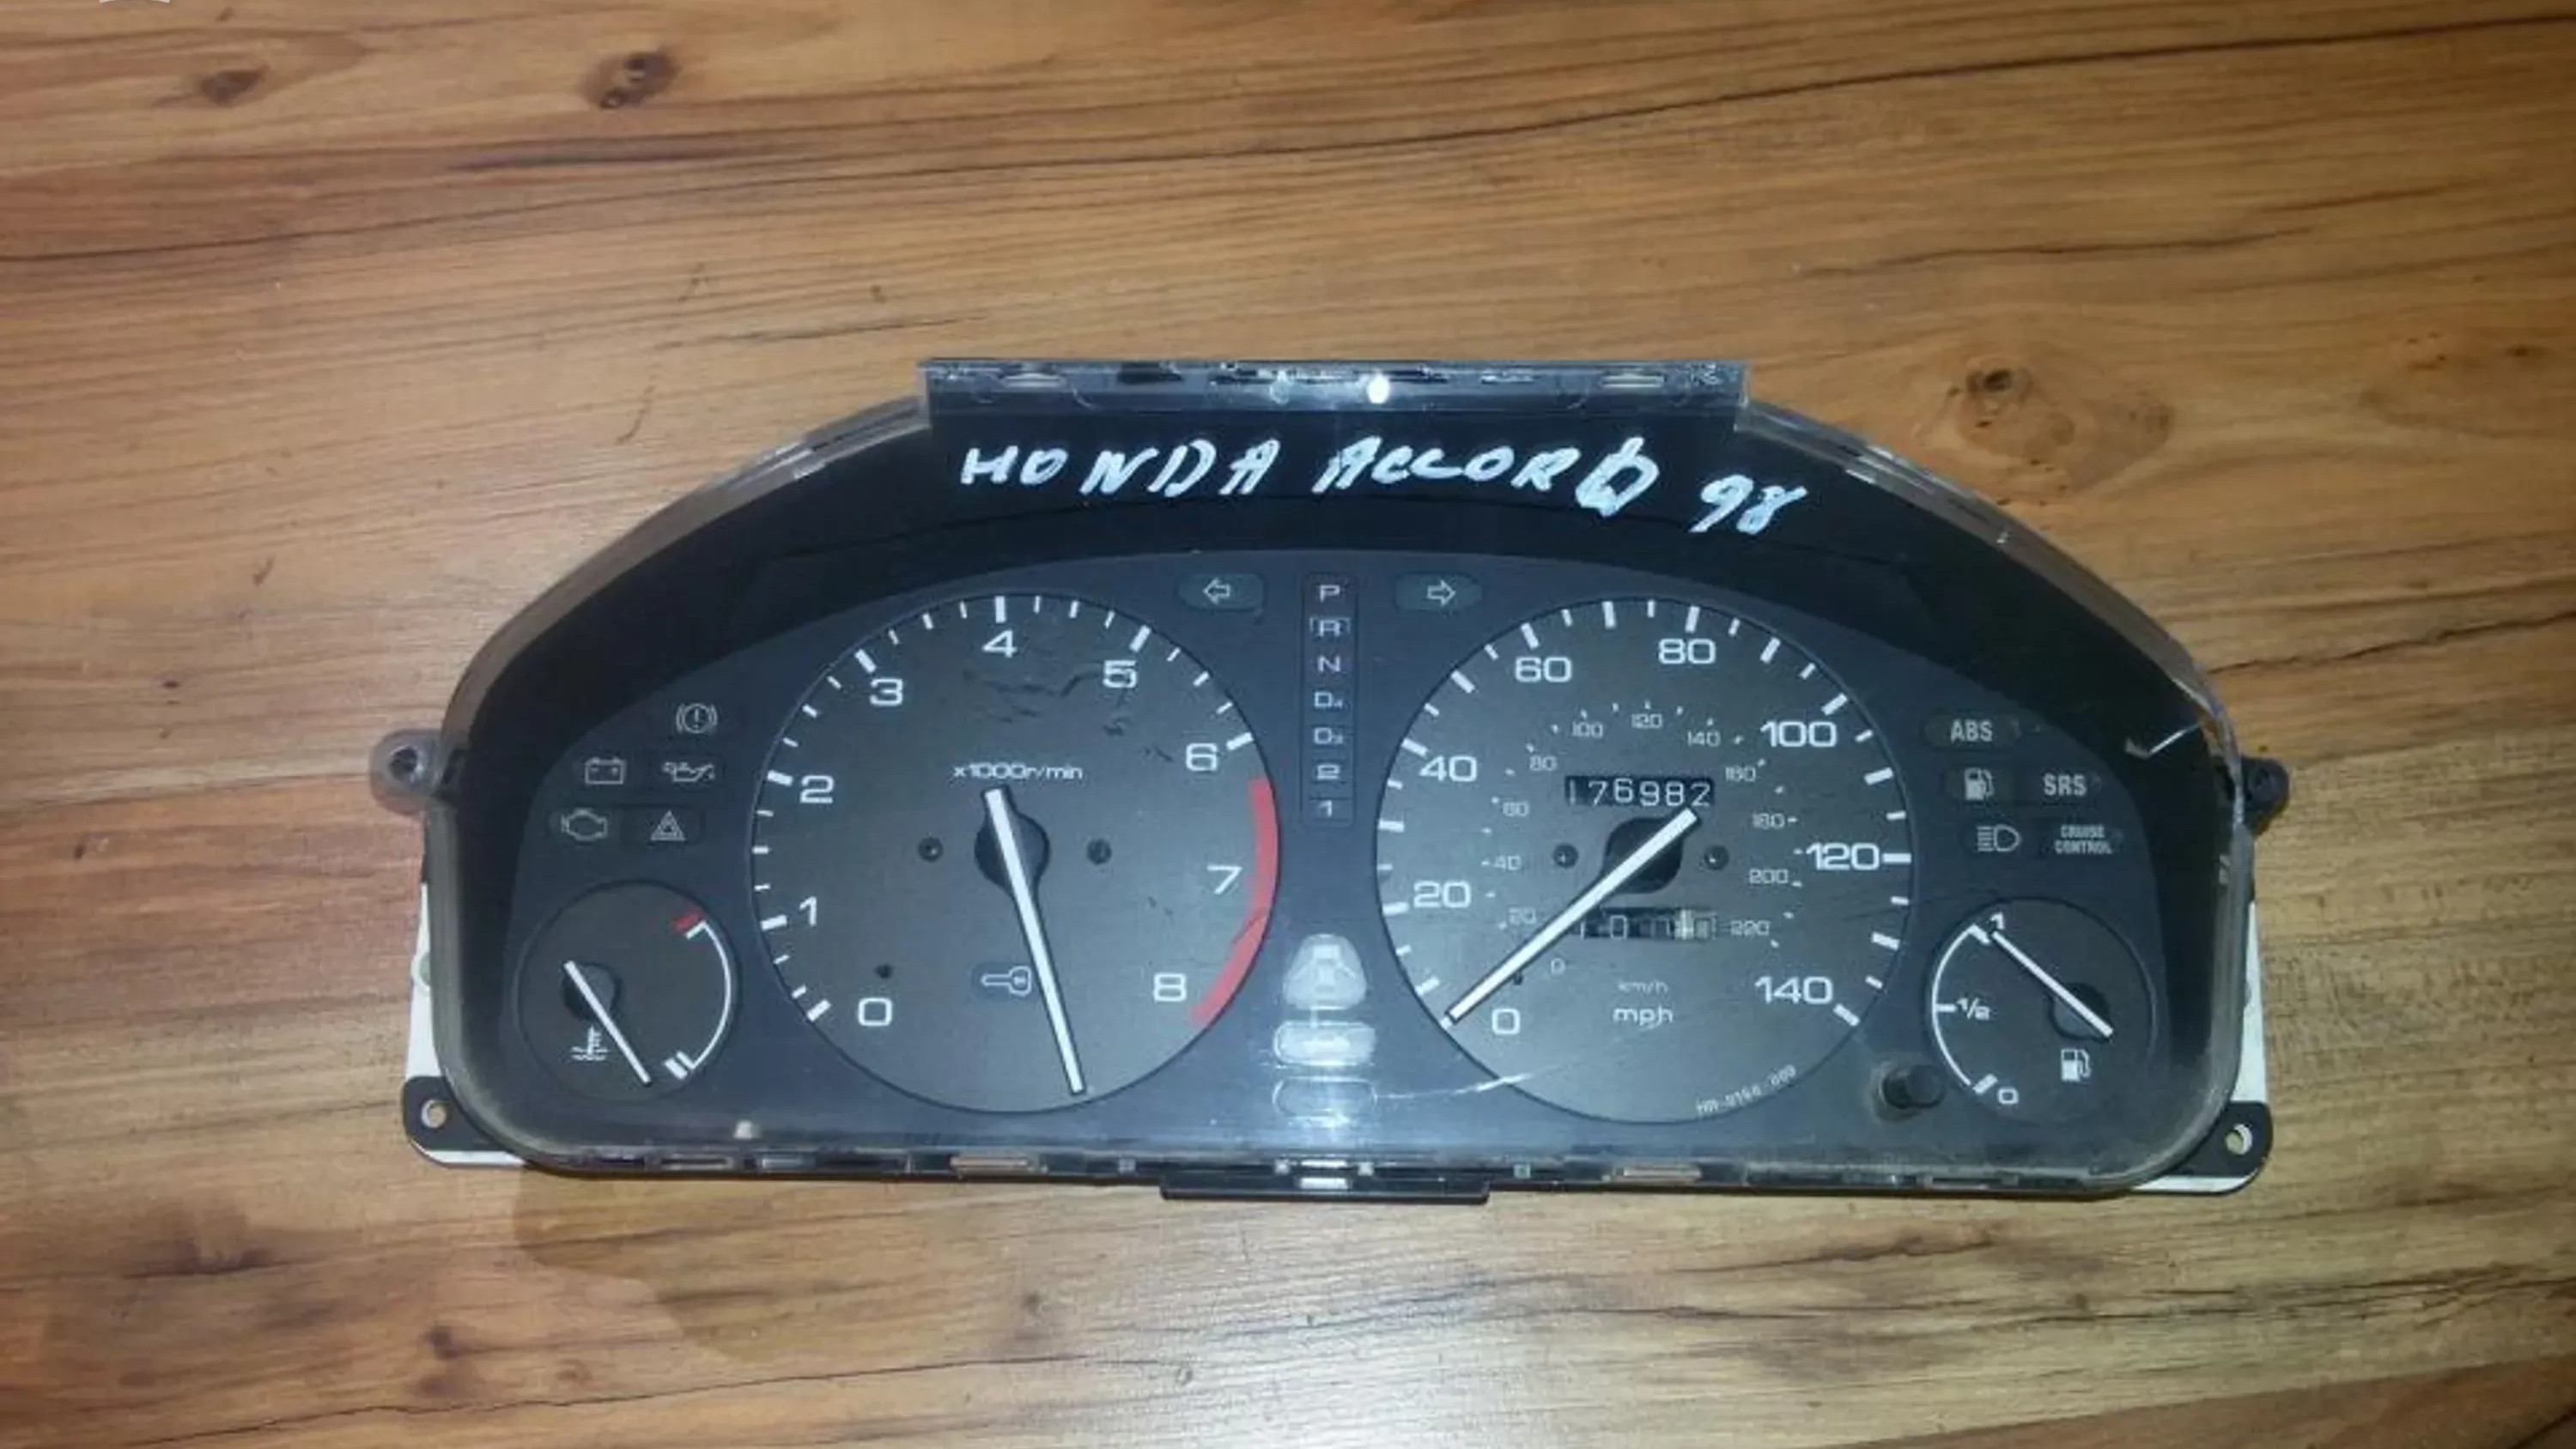 HONDA ACCORD 98
P
R
N
D4
D3
2
1
0 1 2 3 4 5 6 7 8
x1000r/min
0 20 40 60 80 100 120 140
20 40 60 80 100 120 140 160 180 200 220
0
176982
km/h
mph
ABS
SRS
CRUISE
CONTROL
1
1/2
0